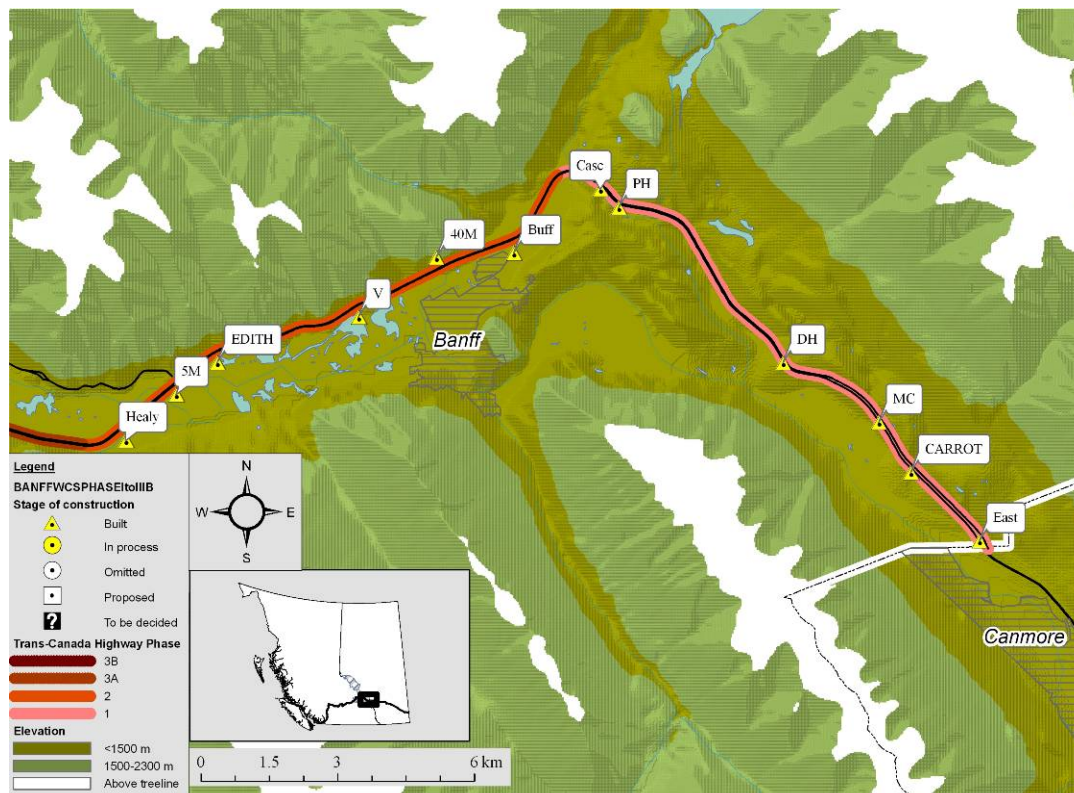 Casc
PH
40M
Buff
V
EDITH
Banff
5M
DH
Healy
MC
CARROT
East
Canmore
Legend
BANFFWCSPHASEItoIIIB
Stage of construction
Built
In process
Omitted
Proposed
? To be decided
Trans-Canada Highway Phase
3B
3A
2
1
Elevation
<1500 m
1500-2300 m
Above treeline
N
W E
S
0 1.5 3 6 km